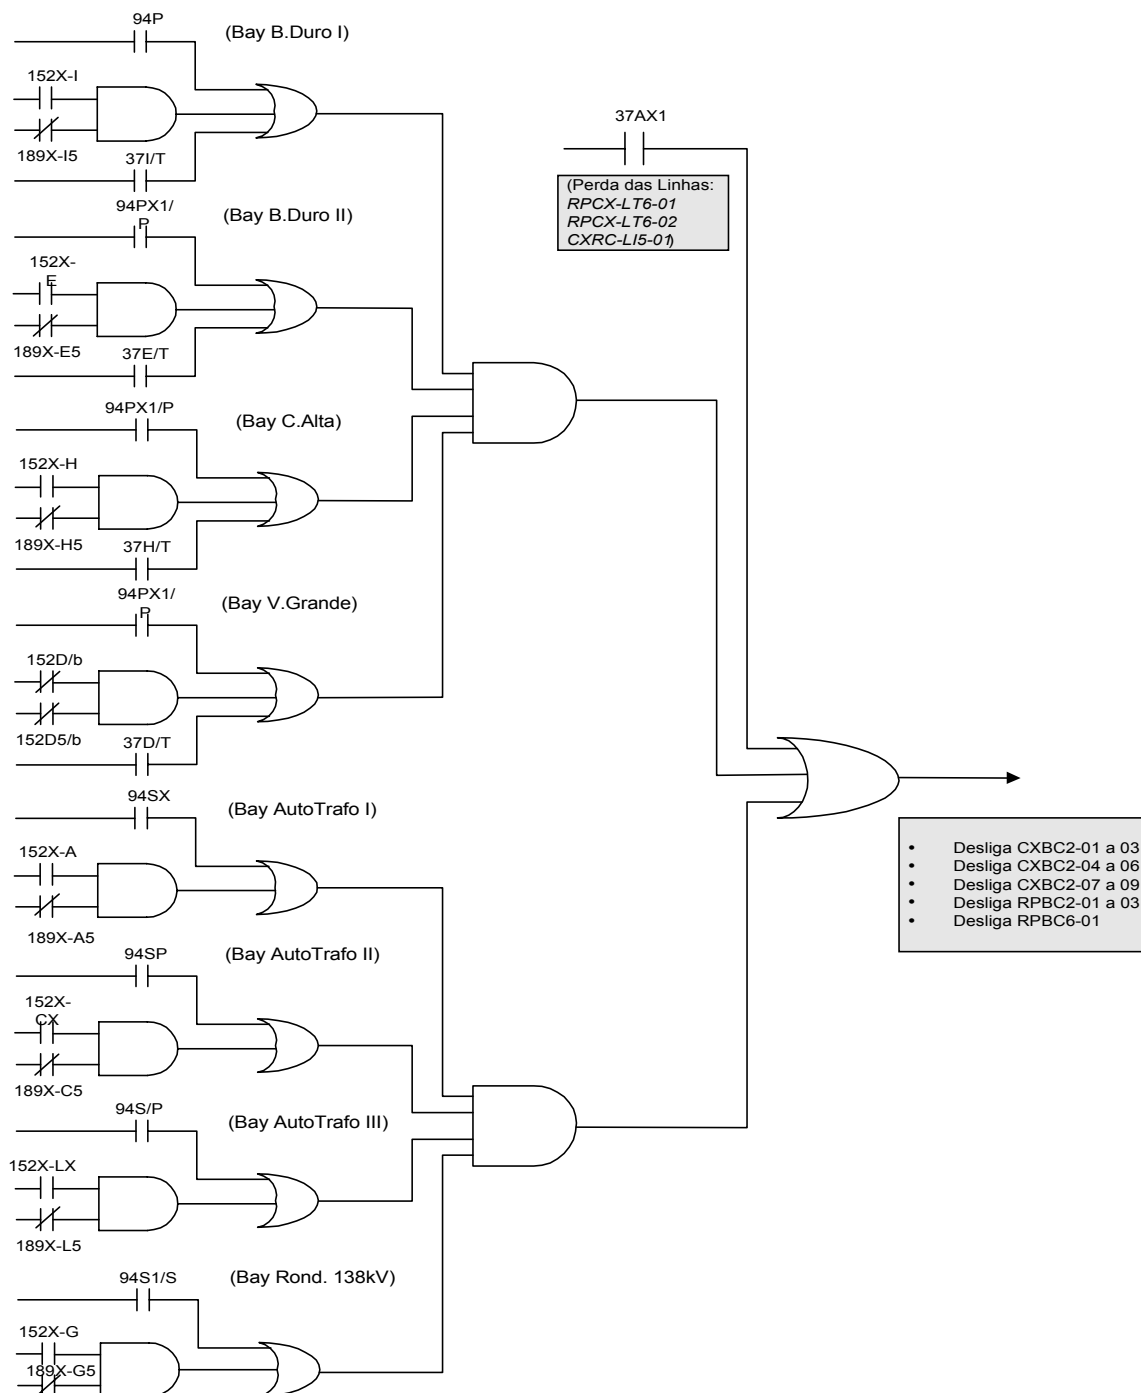 94P
(Bay B.Duro I)
152X-I
189X-I5
37I/T
37AX1
(Perda das Linhas:
RPCX-LT6-01
RPCX-LT6-02
CXRC-LI5-01)
94PX1/
P
(Bay B.Duro II)
152X-
E
189X-E5
37E/T
94PX1/P
(Bay C.Alta)
152X-H
189X-H5
37H/T
94PX1/
P
(Bay V.Grande)
152D/b
152D5/b
37D/T
94SX
(Bay AutoTrafo I)
152X-A
189X-A5
• Desliga CXBC2-01 a 03
• Desliga CXBC2-04 a 06
• Desliga CXBC2-07 a 09
• Desliga RPBC2-01 a 03
• Desliga RPBC6-01
94SP
(Bay AutoTrafo II)
152X-
CX
189X-C5
94S/P
(Bay AutoTrafo III)
152X-LX
189X-L5
94S1/S
(Bay Rond. 138kV)
152X-G
189X-G5